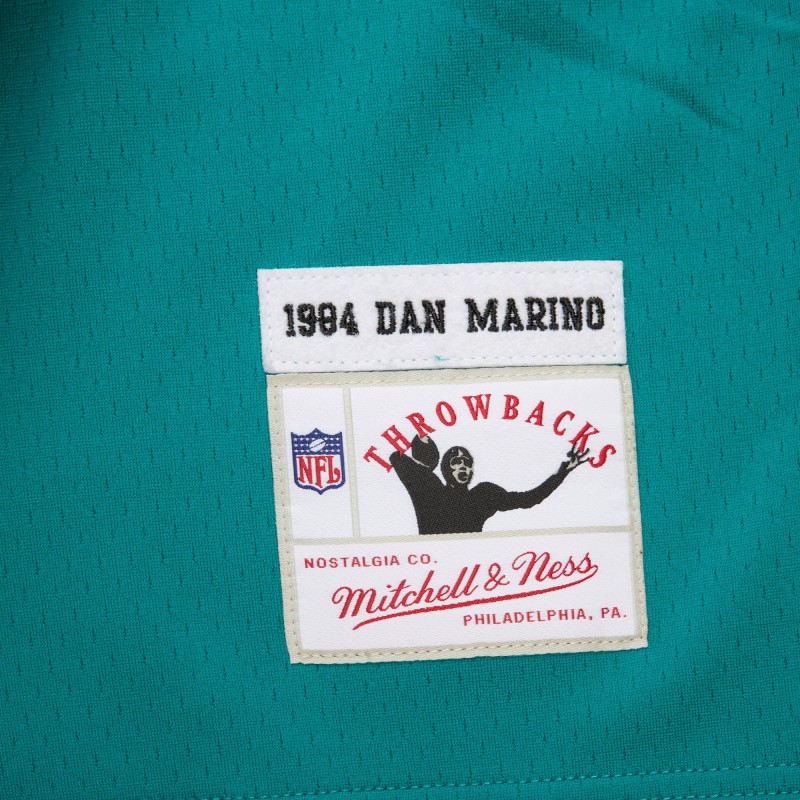 1984 DAN MARINO
THROWBACKS
NFL
NOSTALGIA CO.
Mitchell & Ness
PHILADELPHIA, PA.